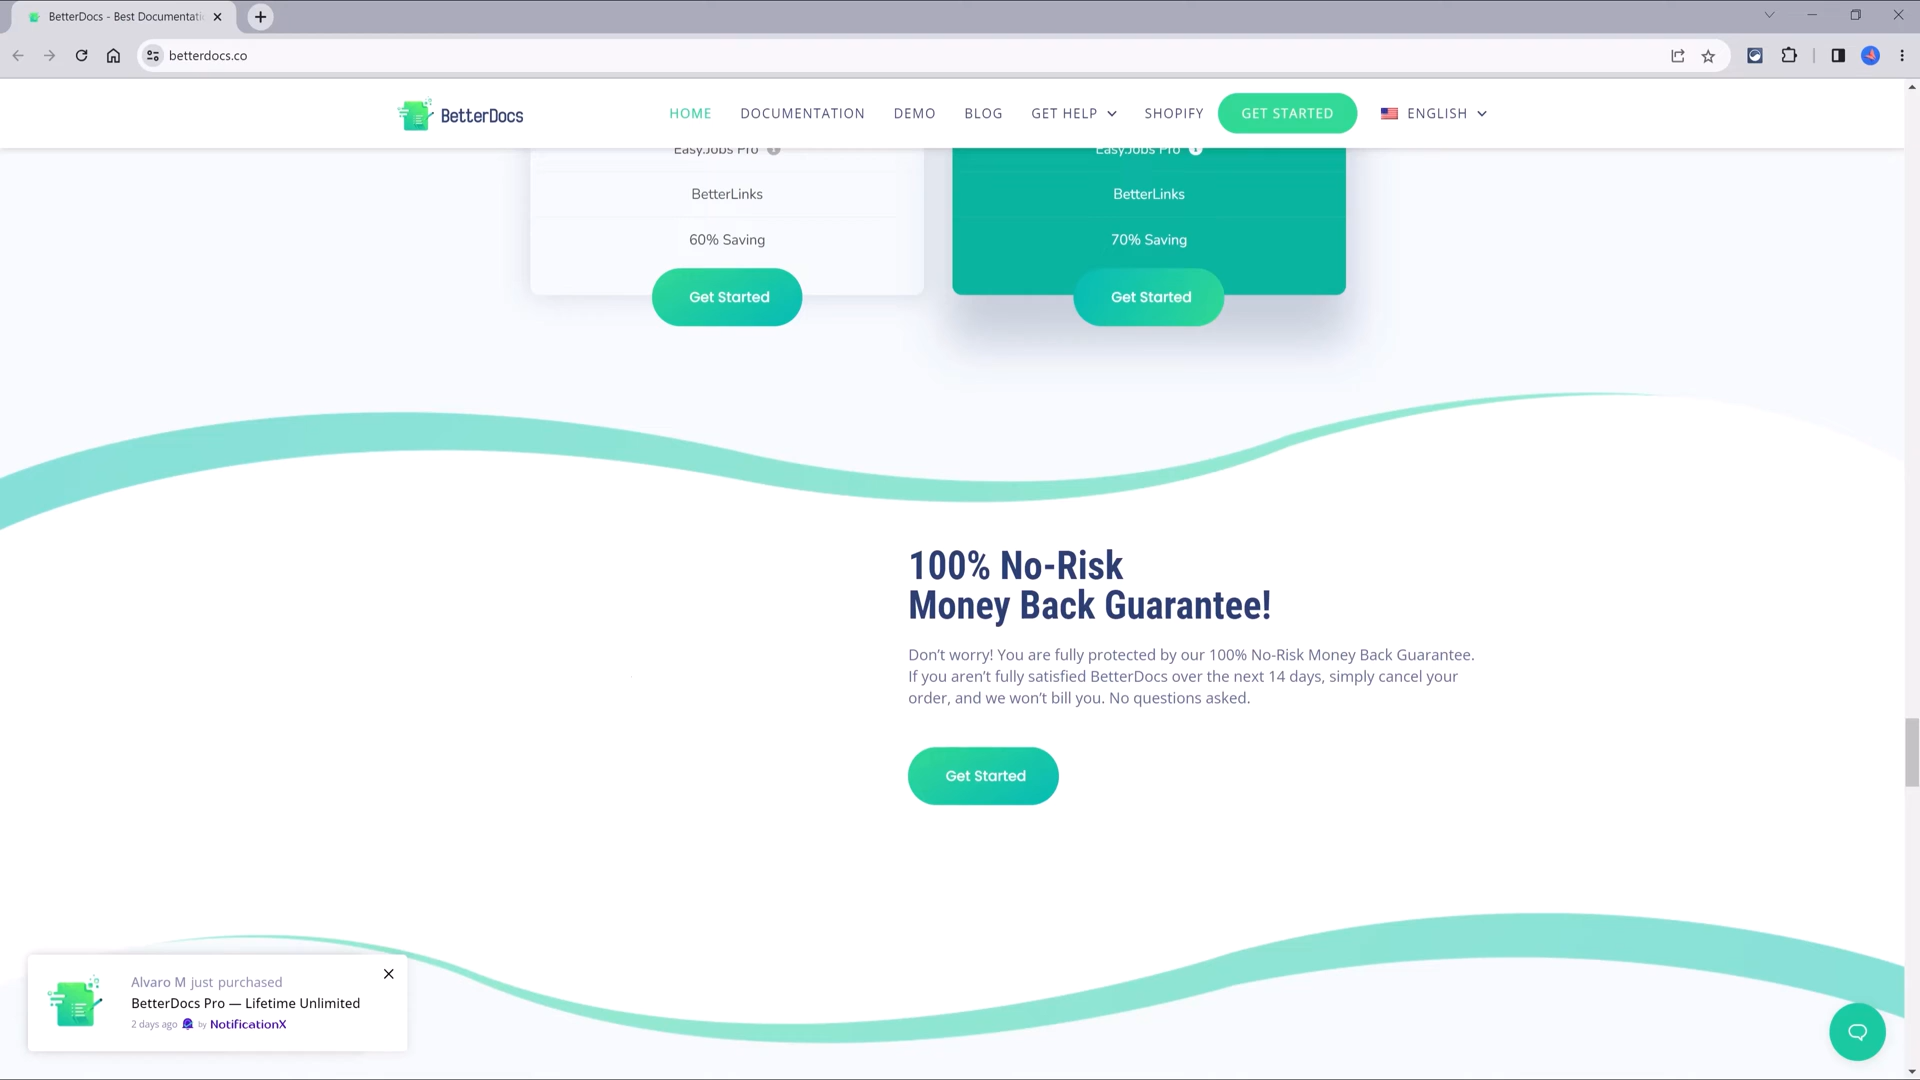 BetterDocs - Best Documentati
betterdocs.co
BetterDocs
HOME
DOCUMENTATION
DEMO
BLOG
GET HELP
SHOPIFY
GET STARTED
ENGLISH
EasyJobs Pro
EasyJobs Pro
BetterLinks
BetterLinks
60% Saving
70% Saving
Get Started
Get Started
100% No-Risk
Money Back Guarantee!
Don’t worry! You are fully protected by our 100% No-Risk Money Back Guarantee.
If you aren’t fully satisfied BetterDocs over the next 14 days, simply cancel your
order, and we won’t bill you. No questions asked.
Get Started
Alvaro M just purchased
BetterDocs Pro — Lifetime Unlimited
2 days ago by NotificationX